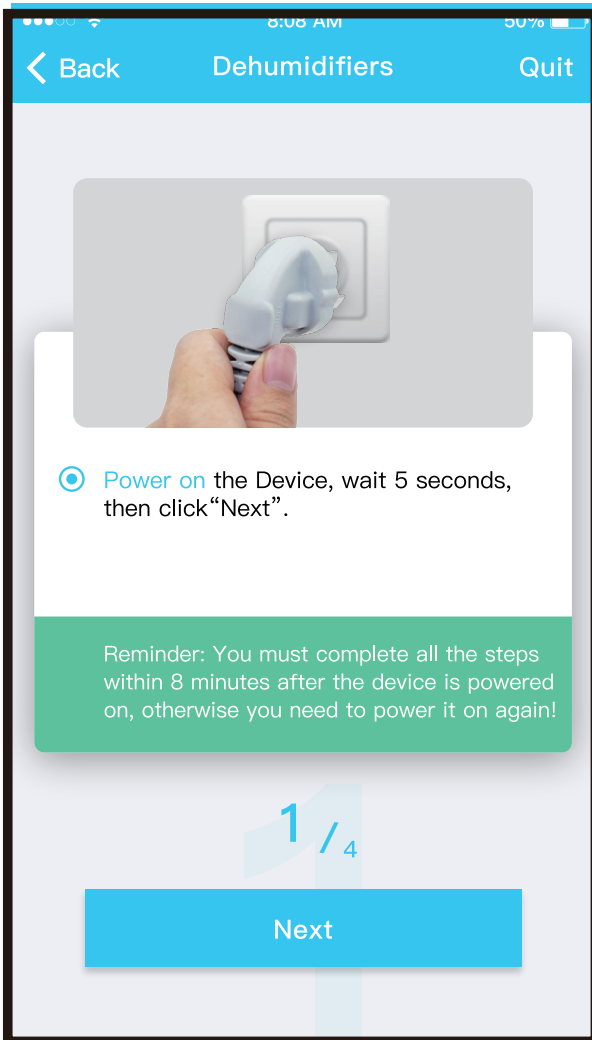 8:08 AM
50%
Back
Dehumidifiers
Quit
Power on the Device, wait 5 seconds,
then click“Next”.
Reminder: You must complete all the steps
within 8 minutes after the device is powered
on, otherwise you need to power it on again!
1 / 4
Next